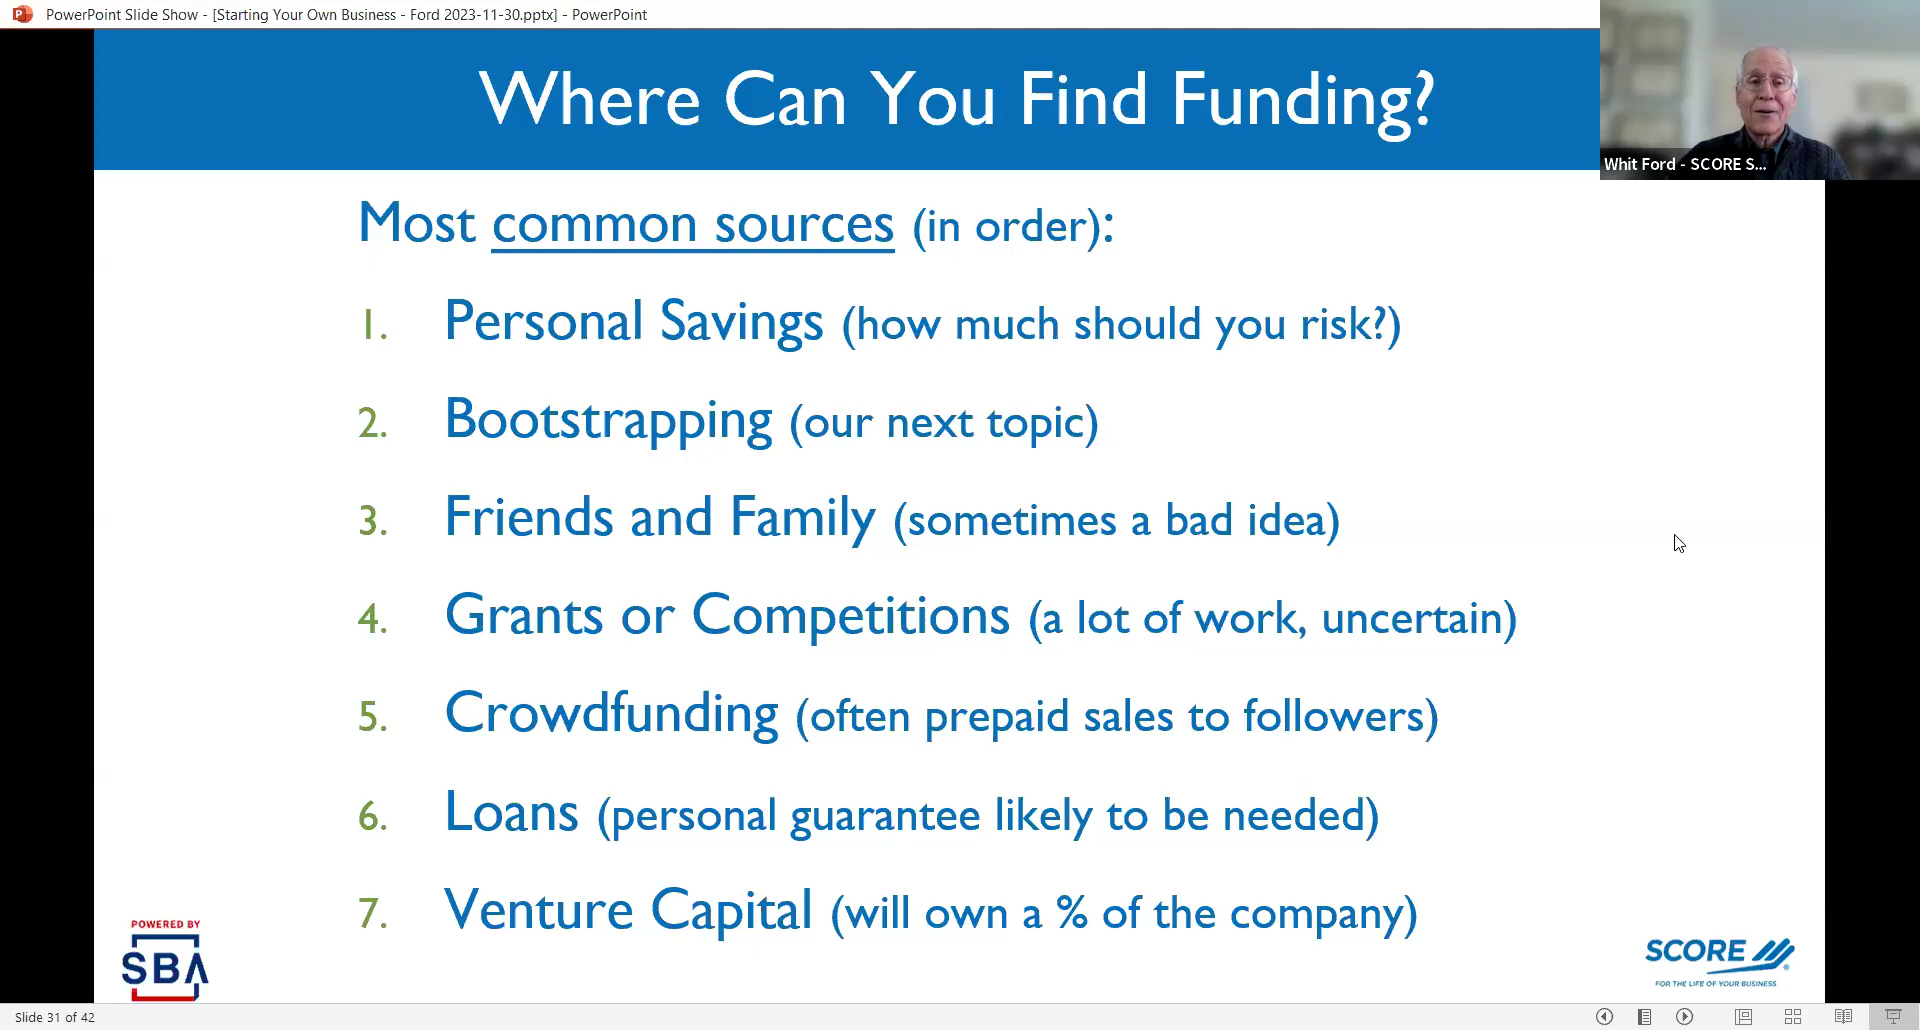 PowerPoint Slide Show - [Starting Your Own Business - Ford 2023-11-30.pptx] - PowerPoint
Where Can You Find Funding?
Whit Ford - SCORE S...
Most common sources (in order):
1. Personal Savings (how much should you risk?)
2. Bootstrapping (our next topic)
3. Friends and Family (sometimes a bad idea)
4. Grants or Competitions (a lot of work, uncertain)
5. Crowdfunding (often prepaid sales to followers)
6. Loans (personal guarantee likely to be needed)
7. Venture Capital (will own a % of the company)
POWERED BY
SBA
SCORE
FOR THE LIFE OF YOUR BUSINESS
Slide 31 of 42